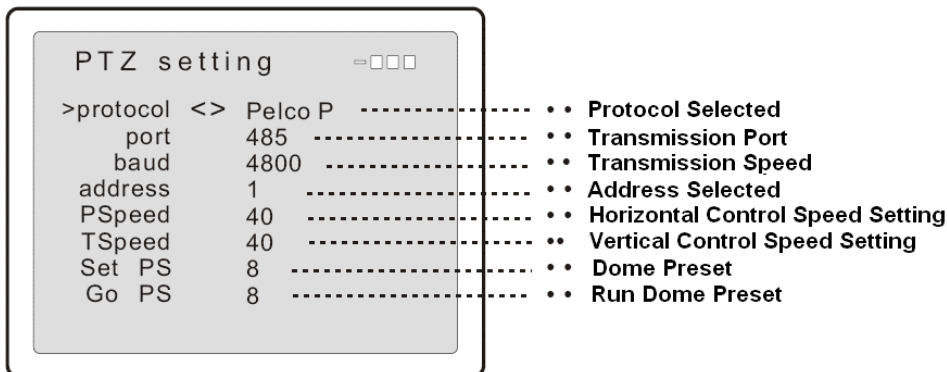 PTZ setting
>protocol <> Pelco P •• Protocol Selected
port 485 •• Transmission Port
baud 4800 •• Transmission Speed
address 1 •• Address Selected
PSpeed 40 •• Horizontal Control Speed Setting
TSpeed 40 •• Vertical Control Speed Setting
Set PS 8 •• Dome Preset
Go PS 8 •• Run Dome Preset